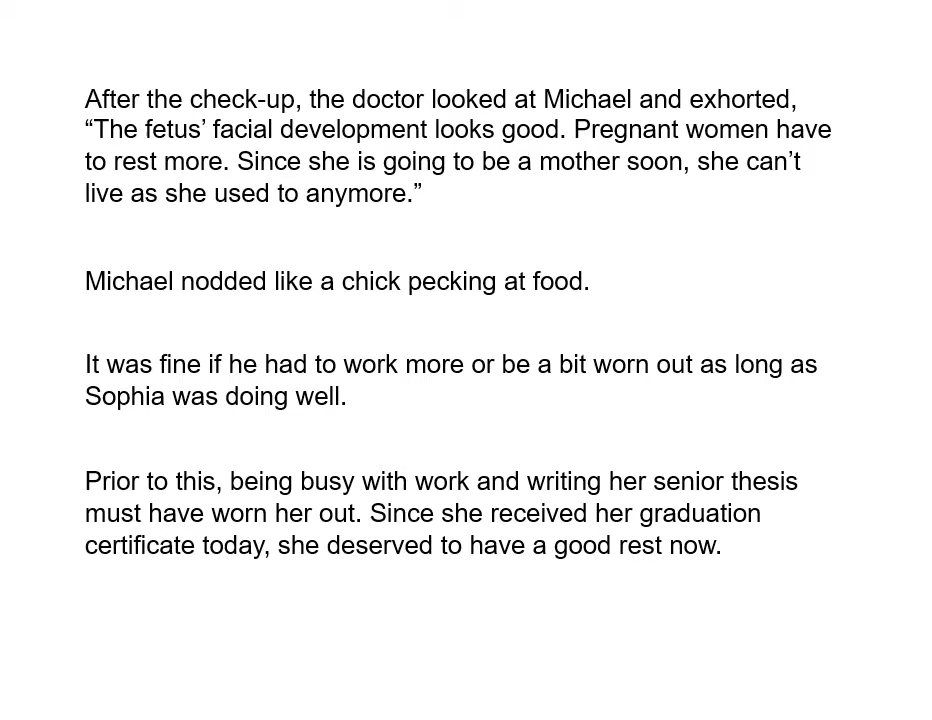 After the check-up, the doctor looked at Michael and exhorted,
“The fetus’ facial development looks good. Pregnant women have
to rest more. Since she is going to be a mother soon, she can’t
live as she used to anymore.”
Michael nodded like a chick pecking at food.
It was fine if he had to work more or be a bit worn out as long as
Sophia was doing well.
Prior to this, being busy with work and writing her senior thesis
must have worn her out. Since she received her graduation
certificate today, she deserved to have a good rest now.